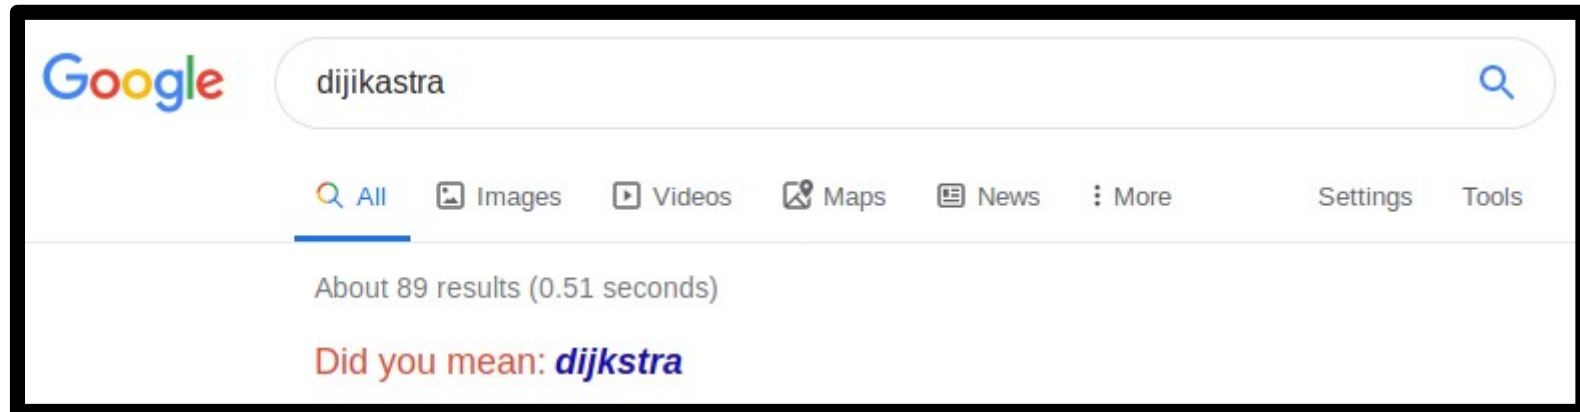 Google dijikastra
All Images Videos Maps News More Settings Tools
About 89 results (0.51 seconds)
Did you mean: dijkstra